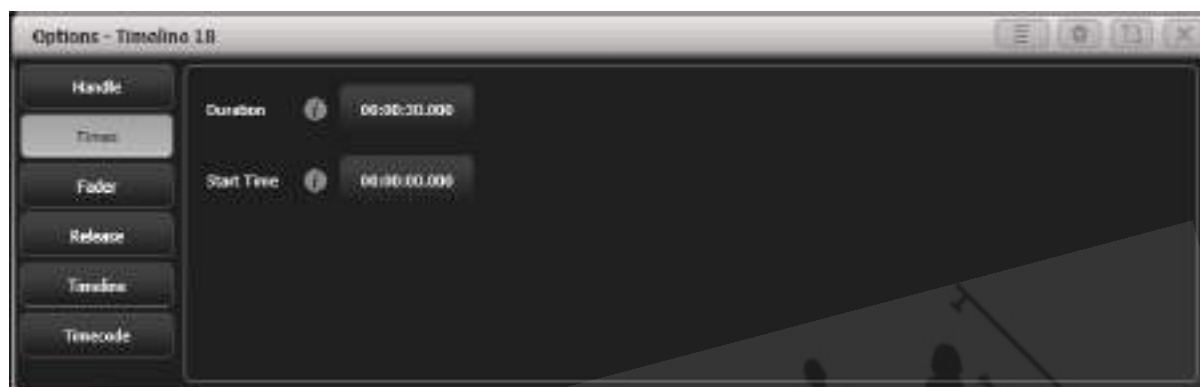 Options - Timeline 18
Handle
Times
Fader
Release
Timeline
Timecode
Duration 00:00:30.000
Start Time 00:00:00.000